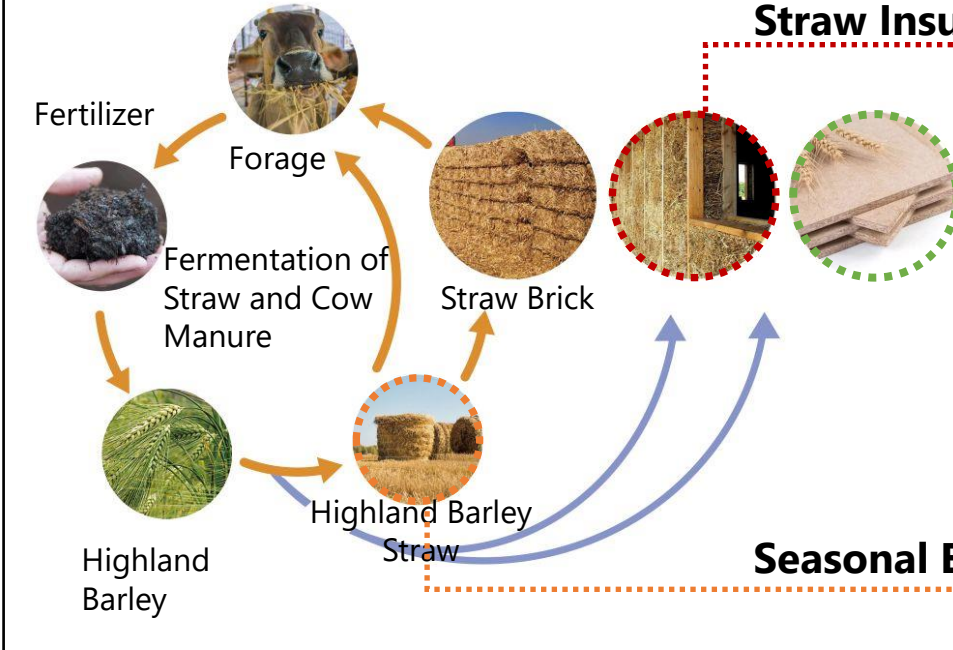 Straw Insu
Fertilizer
Forage
Fermentation of
Straw and Cow
Manure
Straw Brick
Highland Barley
Straw
Highland
Barley
Seasonal